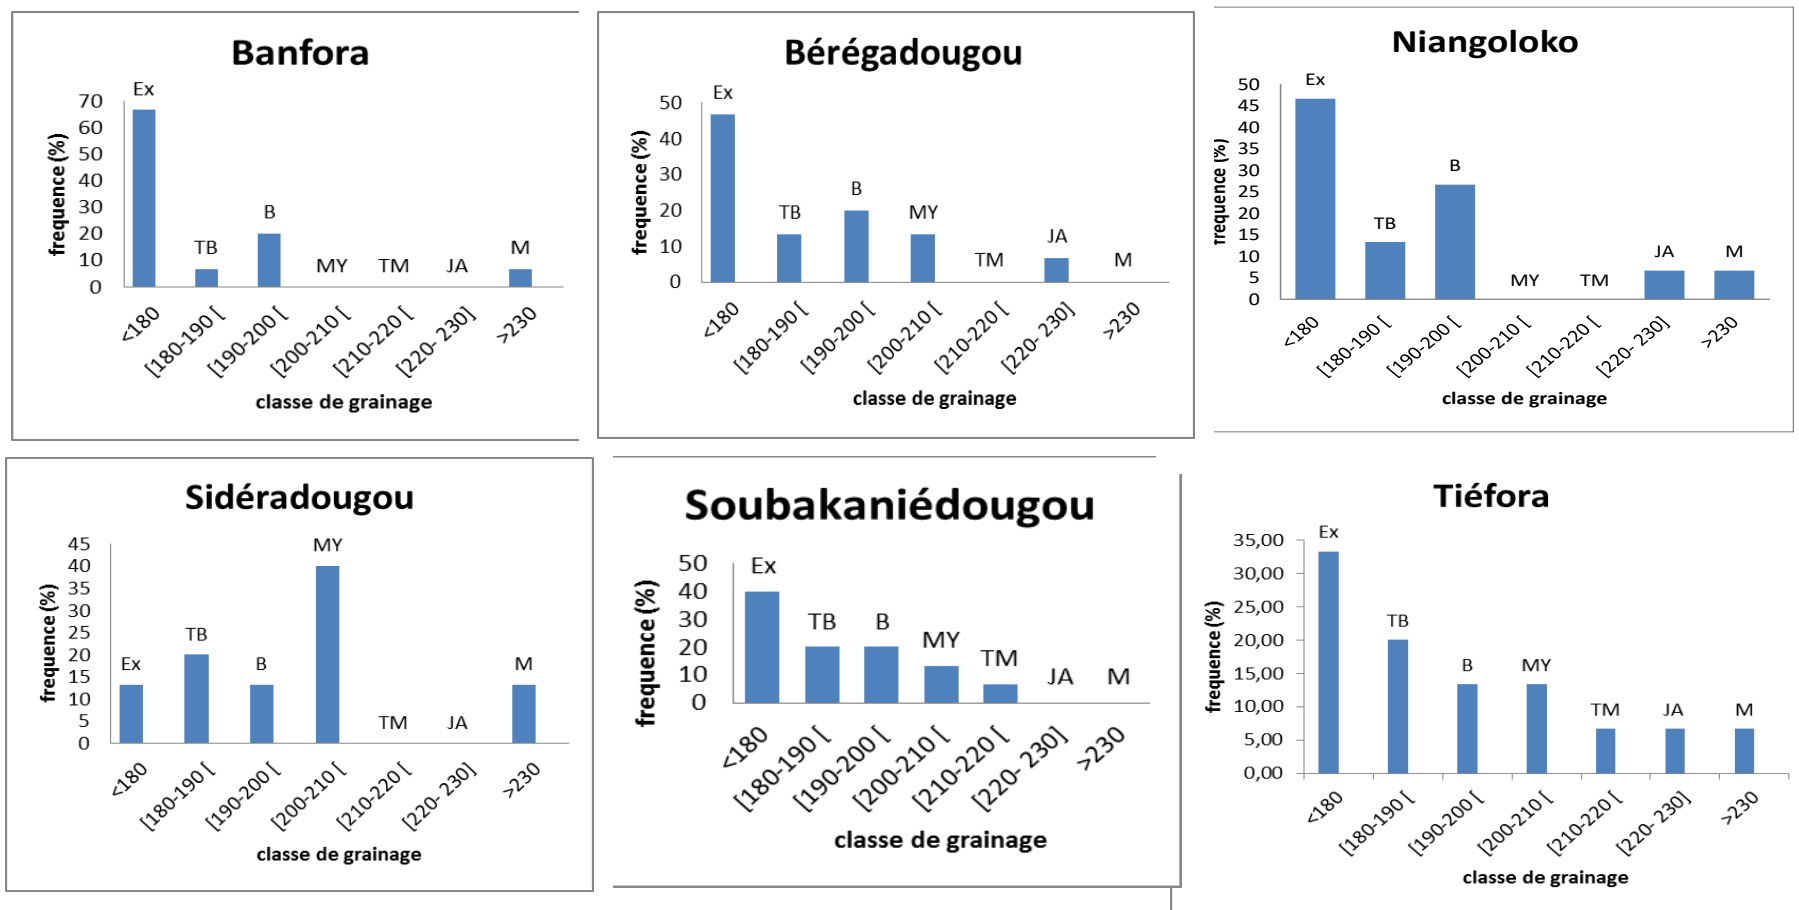 Banfora
frequence (%)
70
60
50
40
30
20
10
0
Ex
TB
B
MY
TM
JA
M
<180
[180-190 [
[190-200 [
[200-210 [
[210-220 [
[220- 230]
>230
classe de grainage
Bérégadougou
frequence (%)
50
40
30
20
10
0
Ex
TB
B
MY
TM
JA
M
<180
[180-190 [
[190-200 [
[200-210 [
[210-220 [
[220- 230]
>230
classe de grainage
Niangoloko
frequence (%)
50
45
40
35
30
25
20
15
10
5
0
Ex
TB
B
MY
TM
JA
M
<180
[180-190 [
[190-200 [
[200-210 [
[210-220 [
[220- 230]
>230
classe de grainage
Sidéradougou
frequence (%)
45
40
35
30
25
20
15
10
5
0
Ex
TB
B
MY
TM
JA
M
<180
[180-190 [
[190-200 [
[200-210 [
[210-220 [
[220- 230]
>230
classe de grainage
Soubakaniédougou
frequence (%)
50
40
30
20
10
0
Ex
TB
B
MY
TM
JA
M
<180
[180-190 [
[190-200 [
[200-210 [
[210-220 [
[220- 230]
>230
classe de grainage
Tiéfora
frequence (%)
35,00
30,00
25,00
20,00
15,00
10,00
5,00
0,00
Ex
TB
B
MY
TM
JA
M
<180
[180-190 [
[190-200 [
[200-210 [
[210-220 [
[220- 230]
>230
classe de grainage